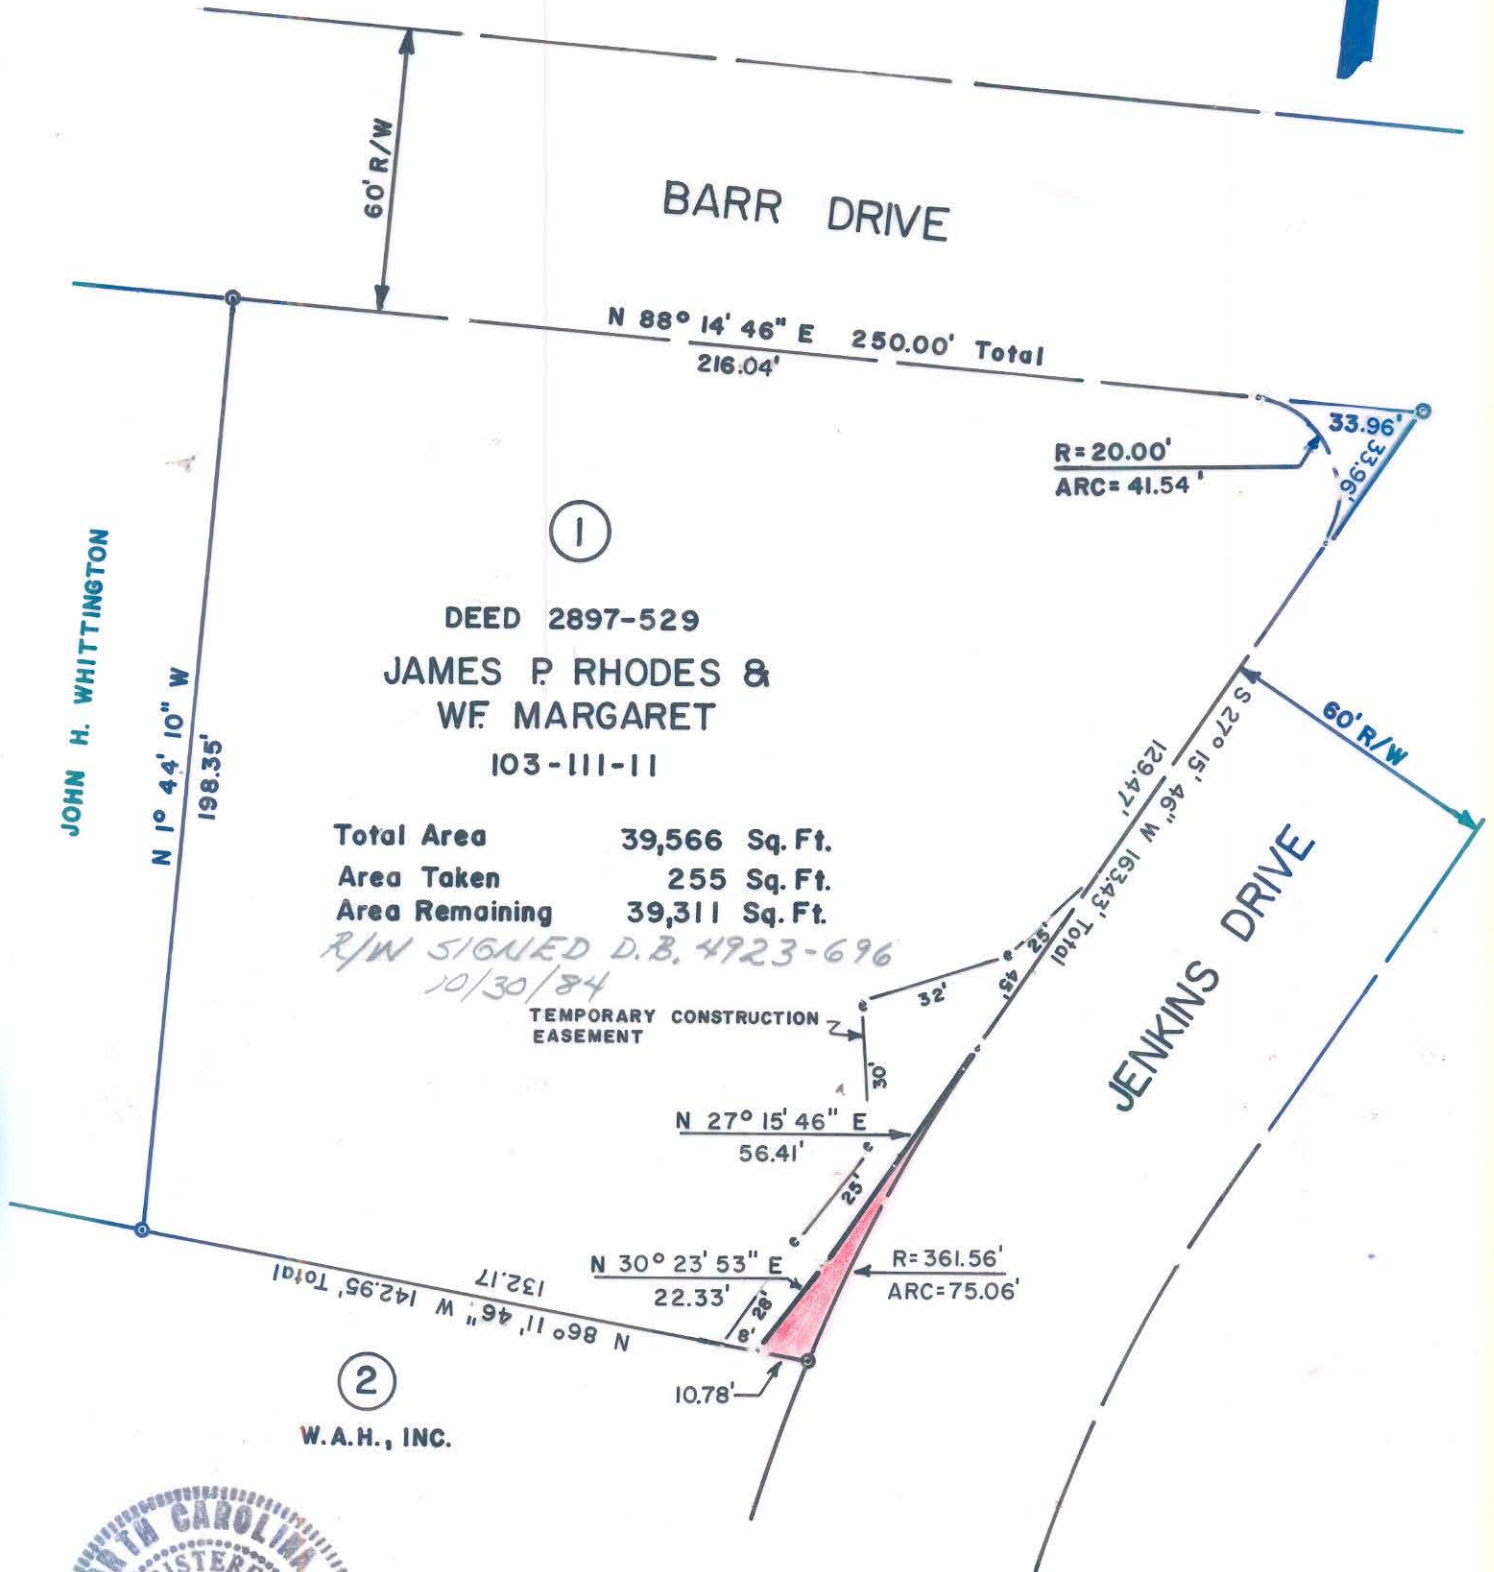 60' R/W
BARR DRIVE
N 88° 14' 46" E 250.00' Total
216.04'
33.96'
33.96'
R=20.00'
ARC=41.54'
1
DEED 2897-529
JAMES P. RHODES &
WF. MARGARET
103-111-11
JOHN H. WHITTINGTON
N 1° 44' 10" W
198.35'
Total Area 39,566 Sq. Ft.
Area Taken 255 Sq. Ft.
Area Remaining 39,311 Sq. Ft.
R/W SIGNED D.B. 4923-696
10/30/84
S 27° 15' 46" W 163.43' Total
129.47'
60' R/W
JENKINS DRIVE
TEMPORARY CONSTRUCTION
EASEMENT
25'
45'
32'
30'
N 27° 15' 46" E
56.41'
25'
N 30° 23' 53" E
22.33'
28'
8'
R=361.56'
ARC=75.06'
10.78'
N 86° 11' 46" W 142.95' Total
132.17
2
W.A.H., INC.
RTH CAROLINA
ISTERE